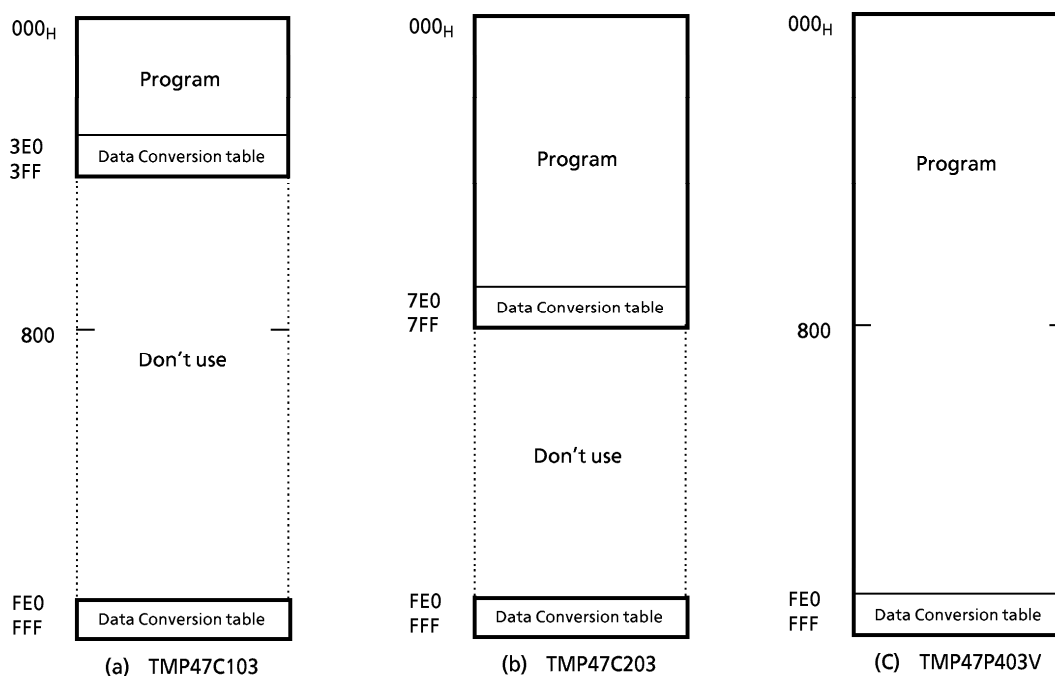 000H
Program
3E0
Data Conversion table
3FF
800
Don't use
FE0
Data Conversion table
FFF
(a) TMP47C103
000H
Program
7E0
Data Conversion table
7FF
Don't use
FE0
Data Conversion table
FFF
(b) TMP47C203
000H
Program
800
FE0
Data Conversion table
FFF
(C) TMP47P403V